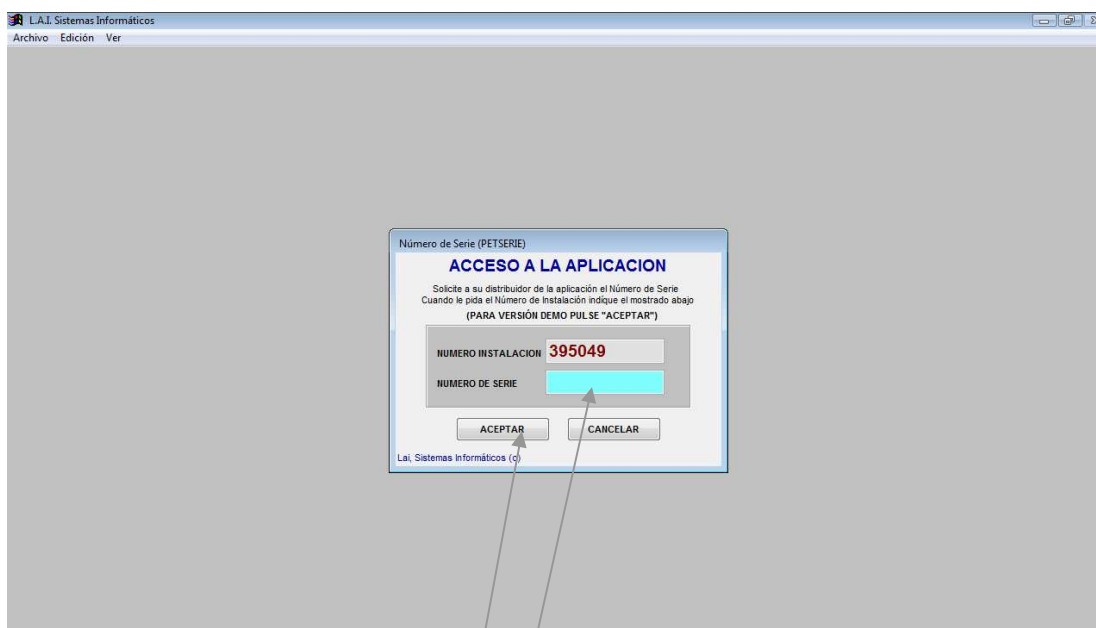 L.A.I. Sistemas Informáticos
Archivo Edición Ver
Número de Serie (PETSERIE)
ACCESO A LA APLICACION
Solicite a su distribuidor de la aplicación el Número de Serie
Cuando le pida el Número de Instalación indíque el mostrado abajo
(PARA VERSIÓN DEMO PULSE "ACEPTAR")
NUMERO INSTALACION 395049
NUMERO DE SERIE
ACEPTAR CANCELAR
Lai, Sistemas Informáticos (c)